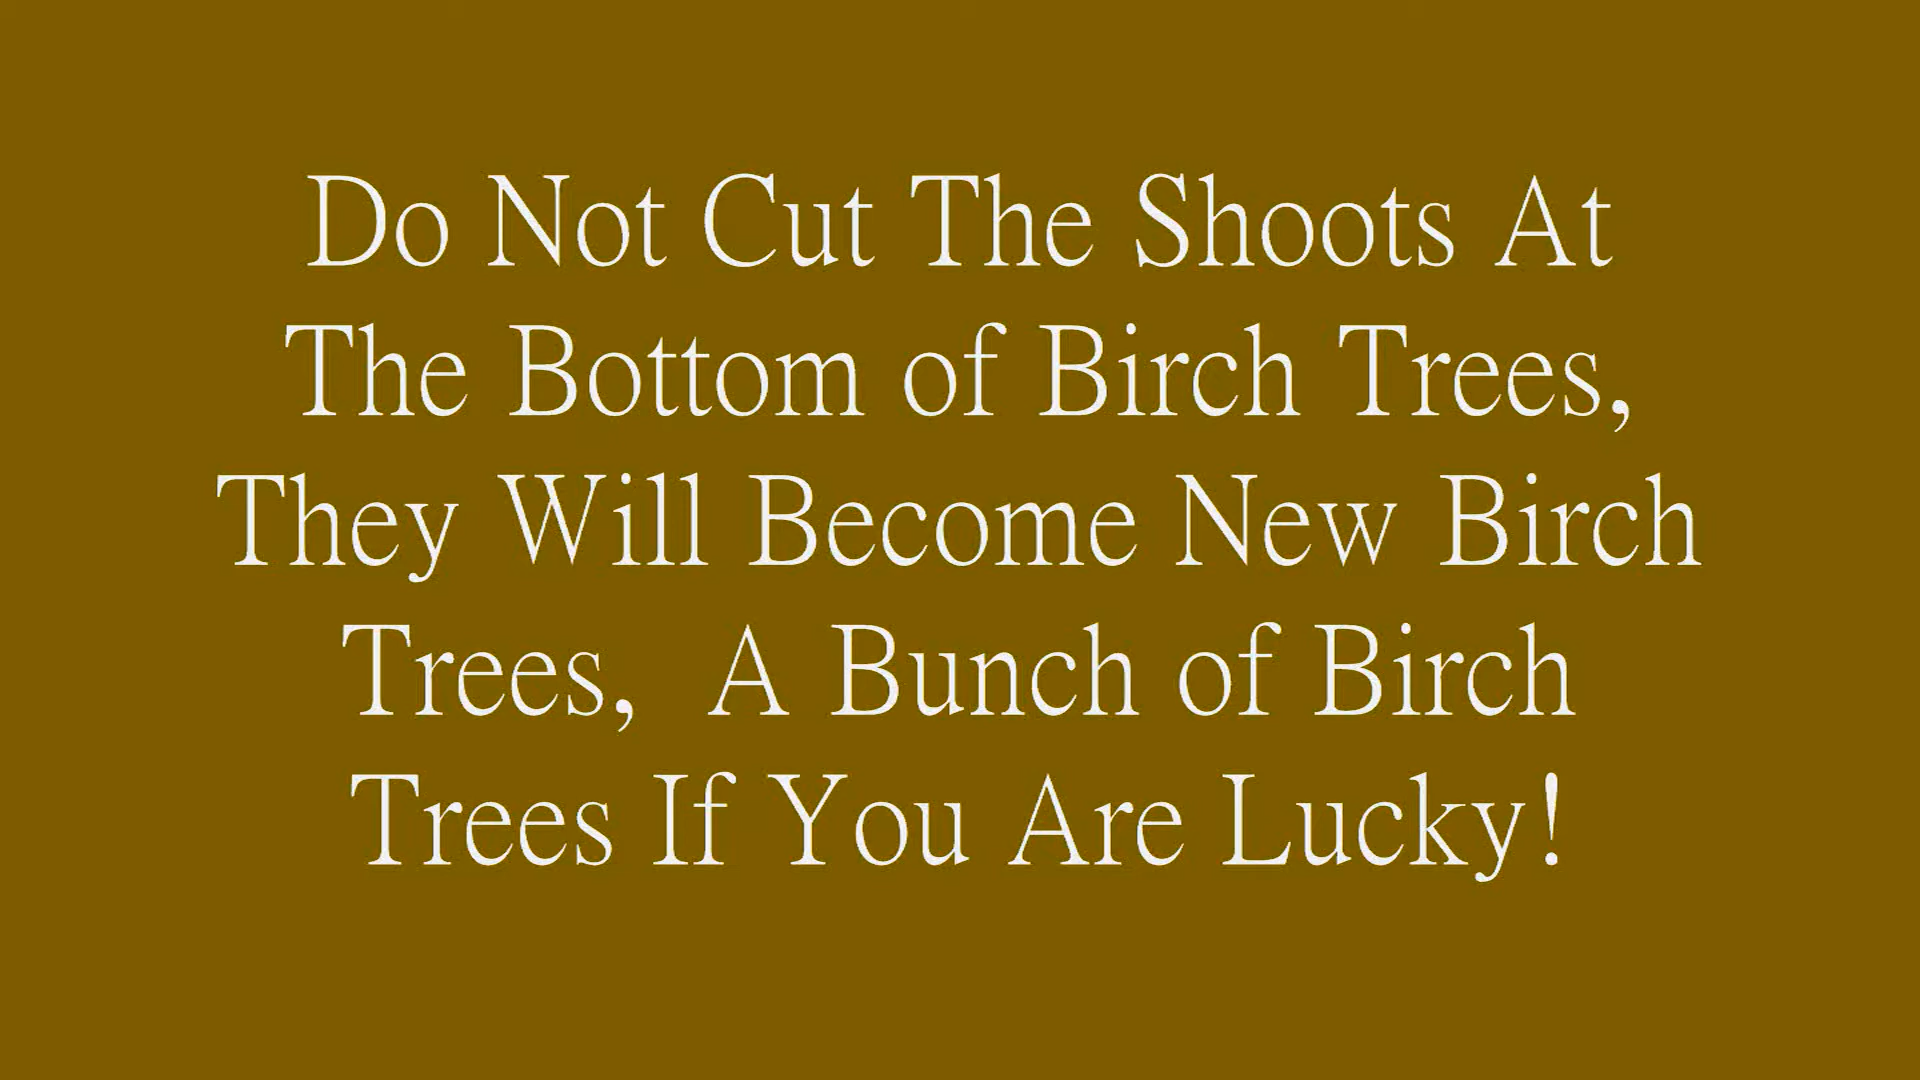 Do Not Cut The Shoots At
The Bottom of Birch Trees,
They Will Become New Birch
Trees,  A Bunch of Birch
Trees If You Are Lucky!